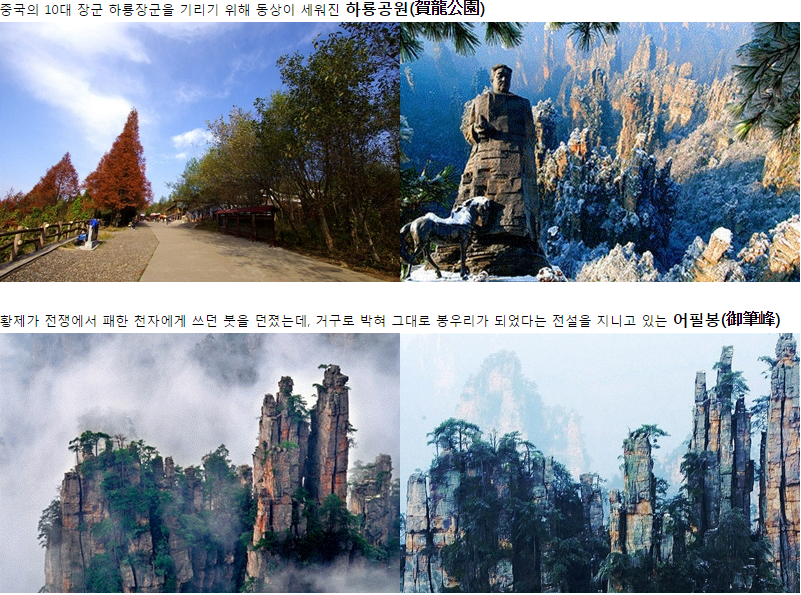 중국의 10대 장군 하룡장군을 기리기 위해 동상이 세워진 하룡공원(賀龍公園)
황제가 전쟁에서 패한 천자에게 쓰던 붓을 던졌는데, 거구로 박혀 그대로 봉우리가 되었다는 전설을 지니고 있는 어필봉(御筆峰)